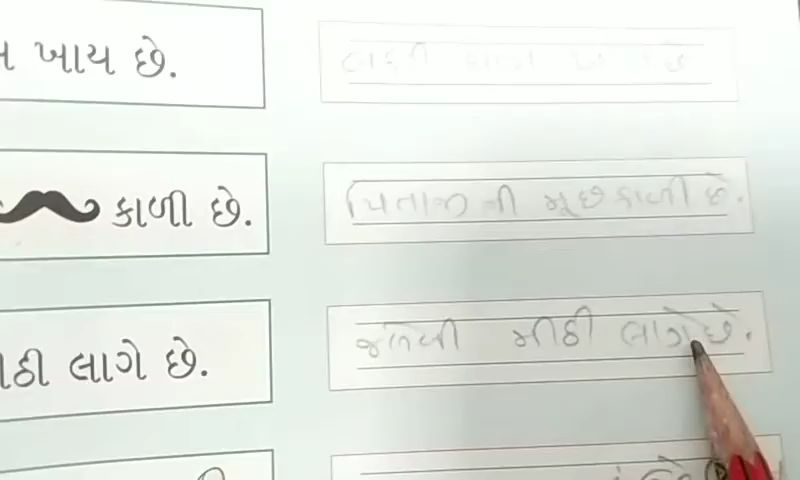 ખાય છે.
કાળી છે.
પિતાજી ની મૂછ કાળી છે.
ઠી લાગે છે.
જલેબી મીઠી લાગે છે.